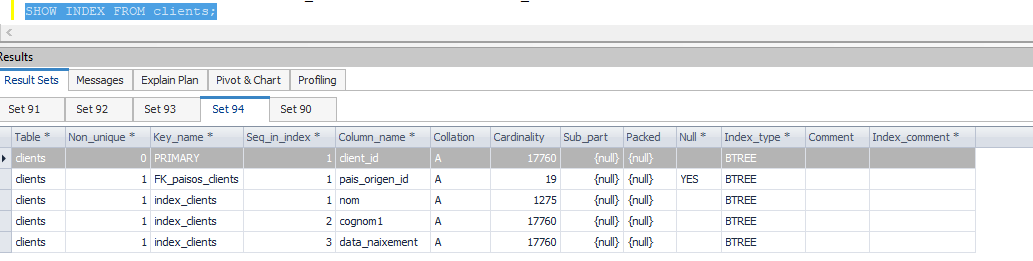 SHOW INDEX FROM clients;
Results
Result Sets Messages Explain Plan Pivot & Chart Profiling
Set 91 Set 92 Set 93 Set 94 Set 90
Table * Non_unique * Key_name * Seq_in_index * Column_name * Collation Cardinality Sub_part Packed Null * Index_type * Comment Index_comment *
clients 0 PRIMARY 1 client_id A 17760 {null} {null} BTREE
clients 1 FK_paisos_clients 1 pais_origen_id A 19 {null} {null} YES BTREE
clients 1 index_clients 1 nom A 1275 {null} {null} BTREE
clients 1 index_clients 2 cognom1 A 17760 {null} {null} BTREE
clients 1 index_clients 3 data_naixement A 17760 {null} {null} BTREE